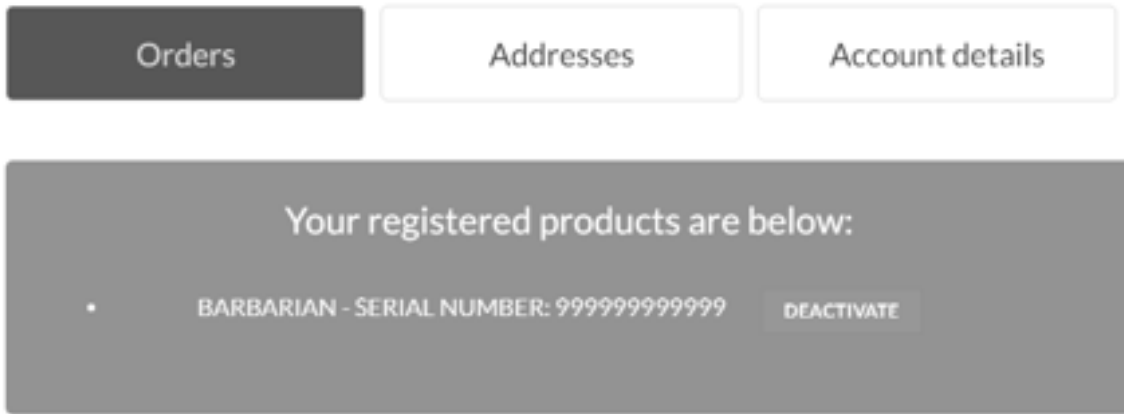 Orders
Addresses
Account details
Your registered products are below:
• BARBARIAN - SERIAL NUMBER: 999999999999 DEACTIVATE